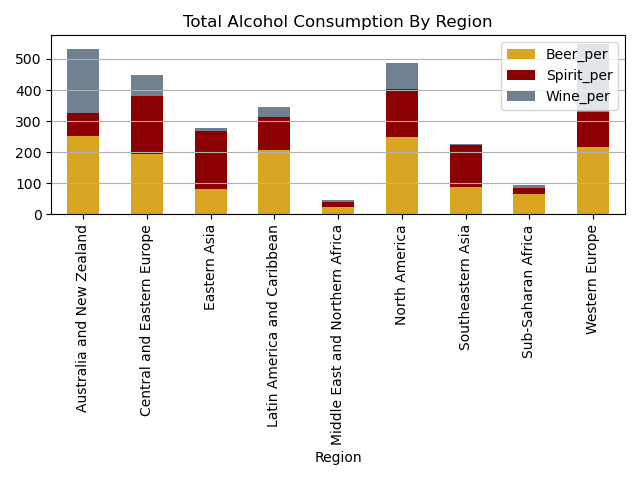 Total Alcohol Consumption By Region
500
400
300
200
100
0
Beer_per
Spirit_per
Wine_per
Australia and New Zealand
Central and Eastern Europe
Eastern Asia
Latin America and Caribbean
Middle East and Northern Africa
North America
Southeastern Asia
Sub-Saharan Africa
Western Europe
Region